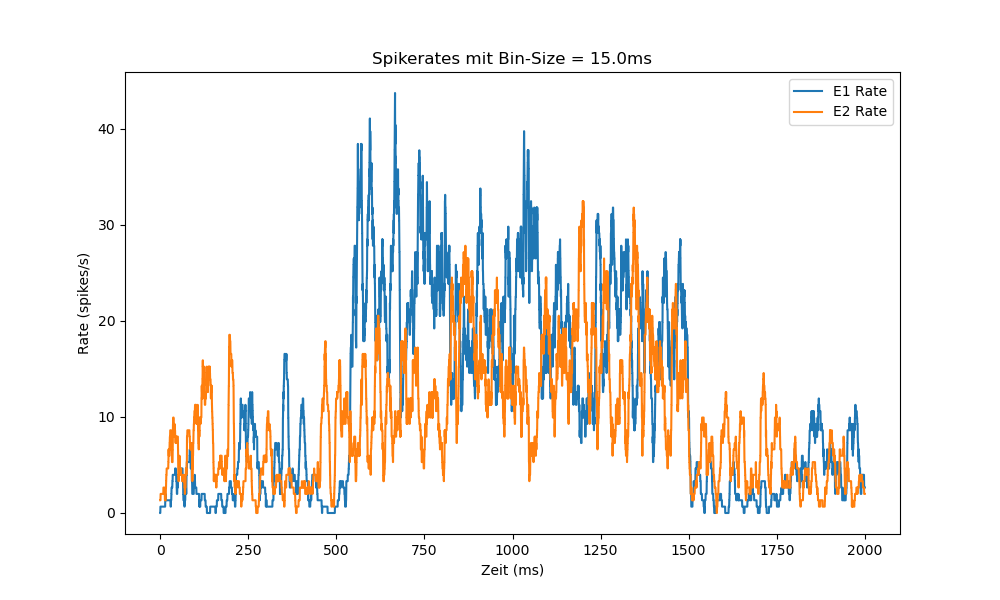 Spikerates mit Bin-Size = 15.0ms
E1 Rate
E2 Rate
Rate (spikes/s)
40
30
20
10
0
0 250 500 750 1000 1250 1500 1750 2000
Zeit (ms)